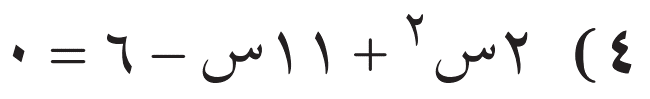 ٤) ٢س٢ + ١١س − ٦ = ٠